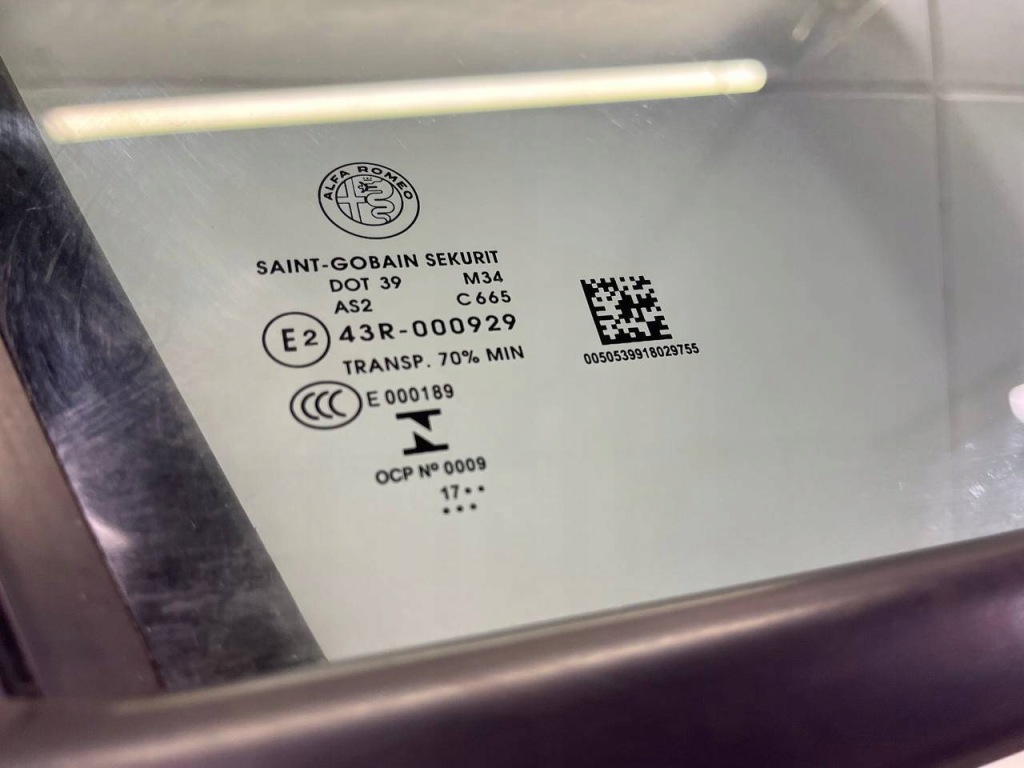 ALFA ROMEO
SAINT-GOBAIN SEKURIT
DOT 39 M34
AS2 C665
E2 43R-000929
TRANSP. 70% MIN
CCC E 000189
OCP Nº 0009
17••
•••
0050539918029755